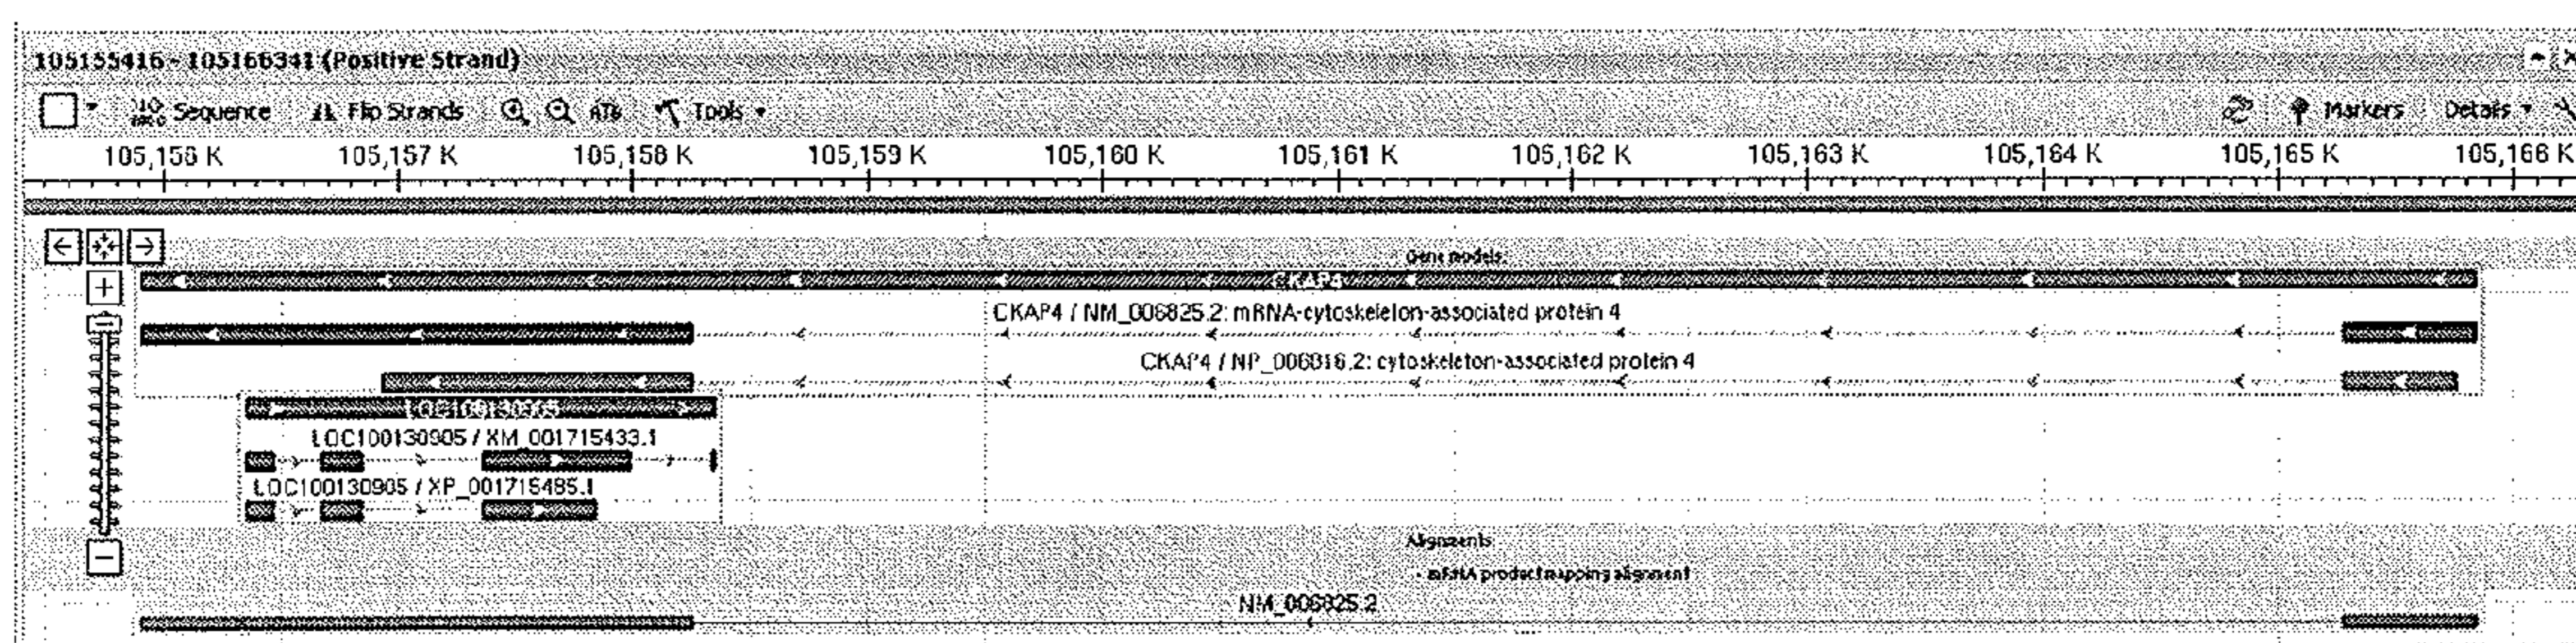 105155416 - 105166341 (Positive Strand)
Sequence Flip Strands ATG Tools Markers Details
105,156 K 105,157 K 105,158 K 105,159 K 105,160 K 105,161 K 105,162 K 105,163 K 105,164 K 105,165 K 105,166 K
Gene models
CKAP4
CKAP4 / NM_006825.2: mRNA-cytoskeleton-associated protein 4
CKAP4 / NP_006816.2: cytoskeleton-associated protein 4
LOC100130905
LOC100130905 / XM_001715433.1
LOC100130905 / XP_001715485.1
Alignments
- mRNA product mapping alignment
NM_006825.2